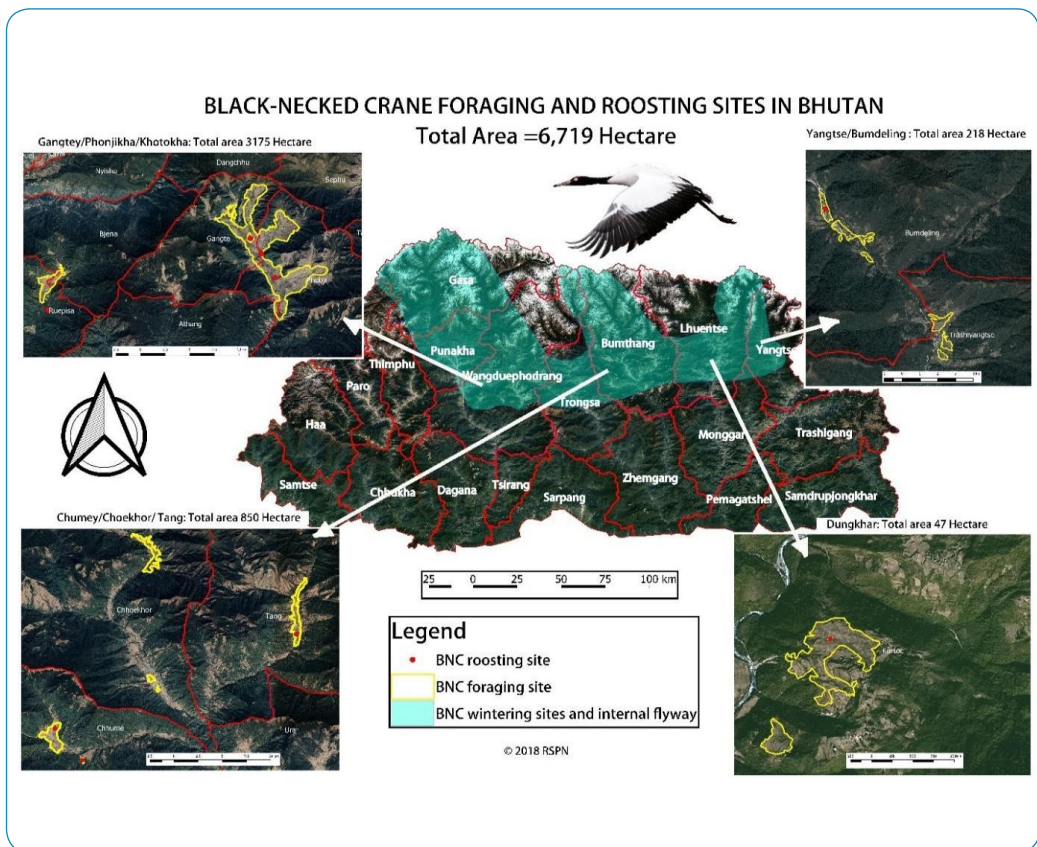 BLACK-NECKED CRANE FORAGING AND ROOSTING SITES IN BHUTAN
Total Area =6,719 Hectare
Gangtey/Phonjikha/Khotokha: Total area 3175 Hectare
Nyisho
Dangchhu
Sephu
Bjena
Gangte
Ruepisa
Athang
Yangtse/Bumdeling : Total area 218 Hectare
Bumdeling
Trashiyangtse
Gasa
Punakha
Thimphu
Wangduephodrang
Paro
Haa
Bumthang
Lhuentse
Yangtse
Trongsa
Monggar
Trashigang
Samtse
Chhukha
Dagana
Tsirang
Sarpang
Zhemgang
Pemagatshel
Samdrupjongkhar
Chumey/Choekhor/ Tang: Total area 850 Hectare
Chhoekhor
Tang
Chhume
Ura
Dungkhar: Total area 47 Hectare
25 0 25 50 75 100 km
Legend
BNC roosting site
BNC foraging site
BNC wintering sites and internal flyway
© 2018 RSPN